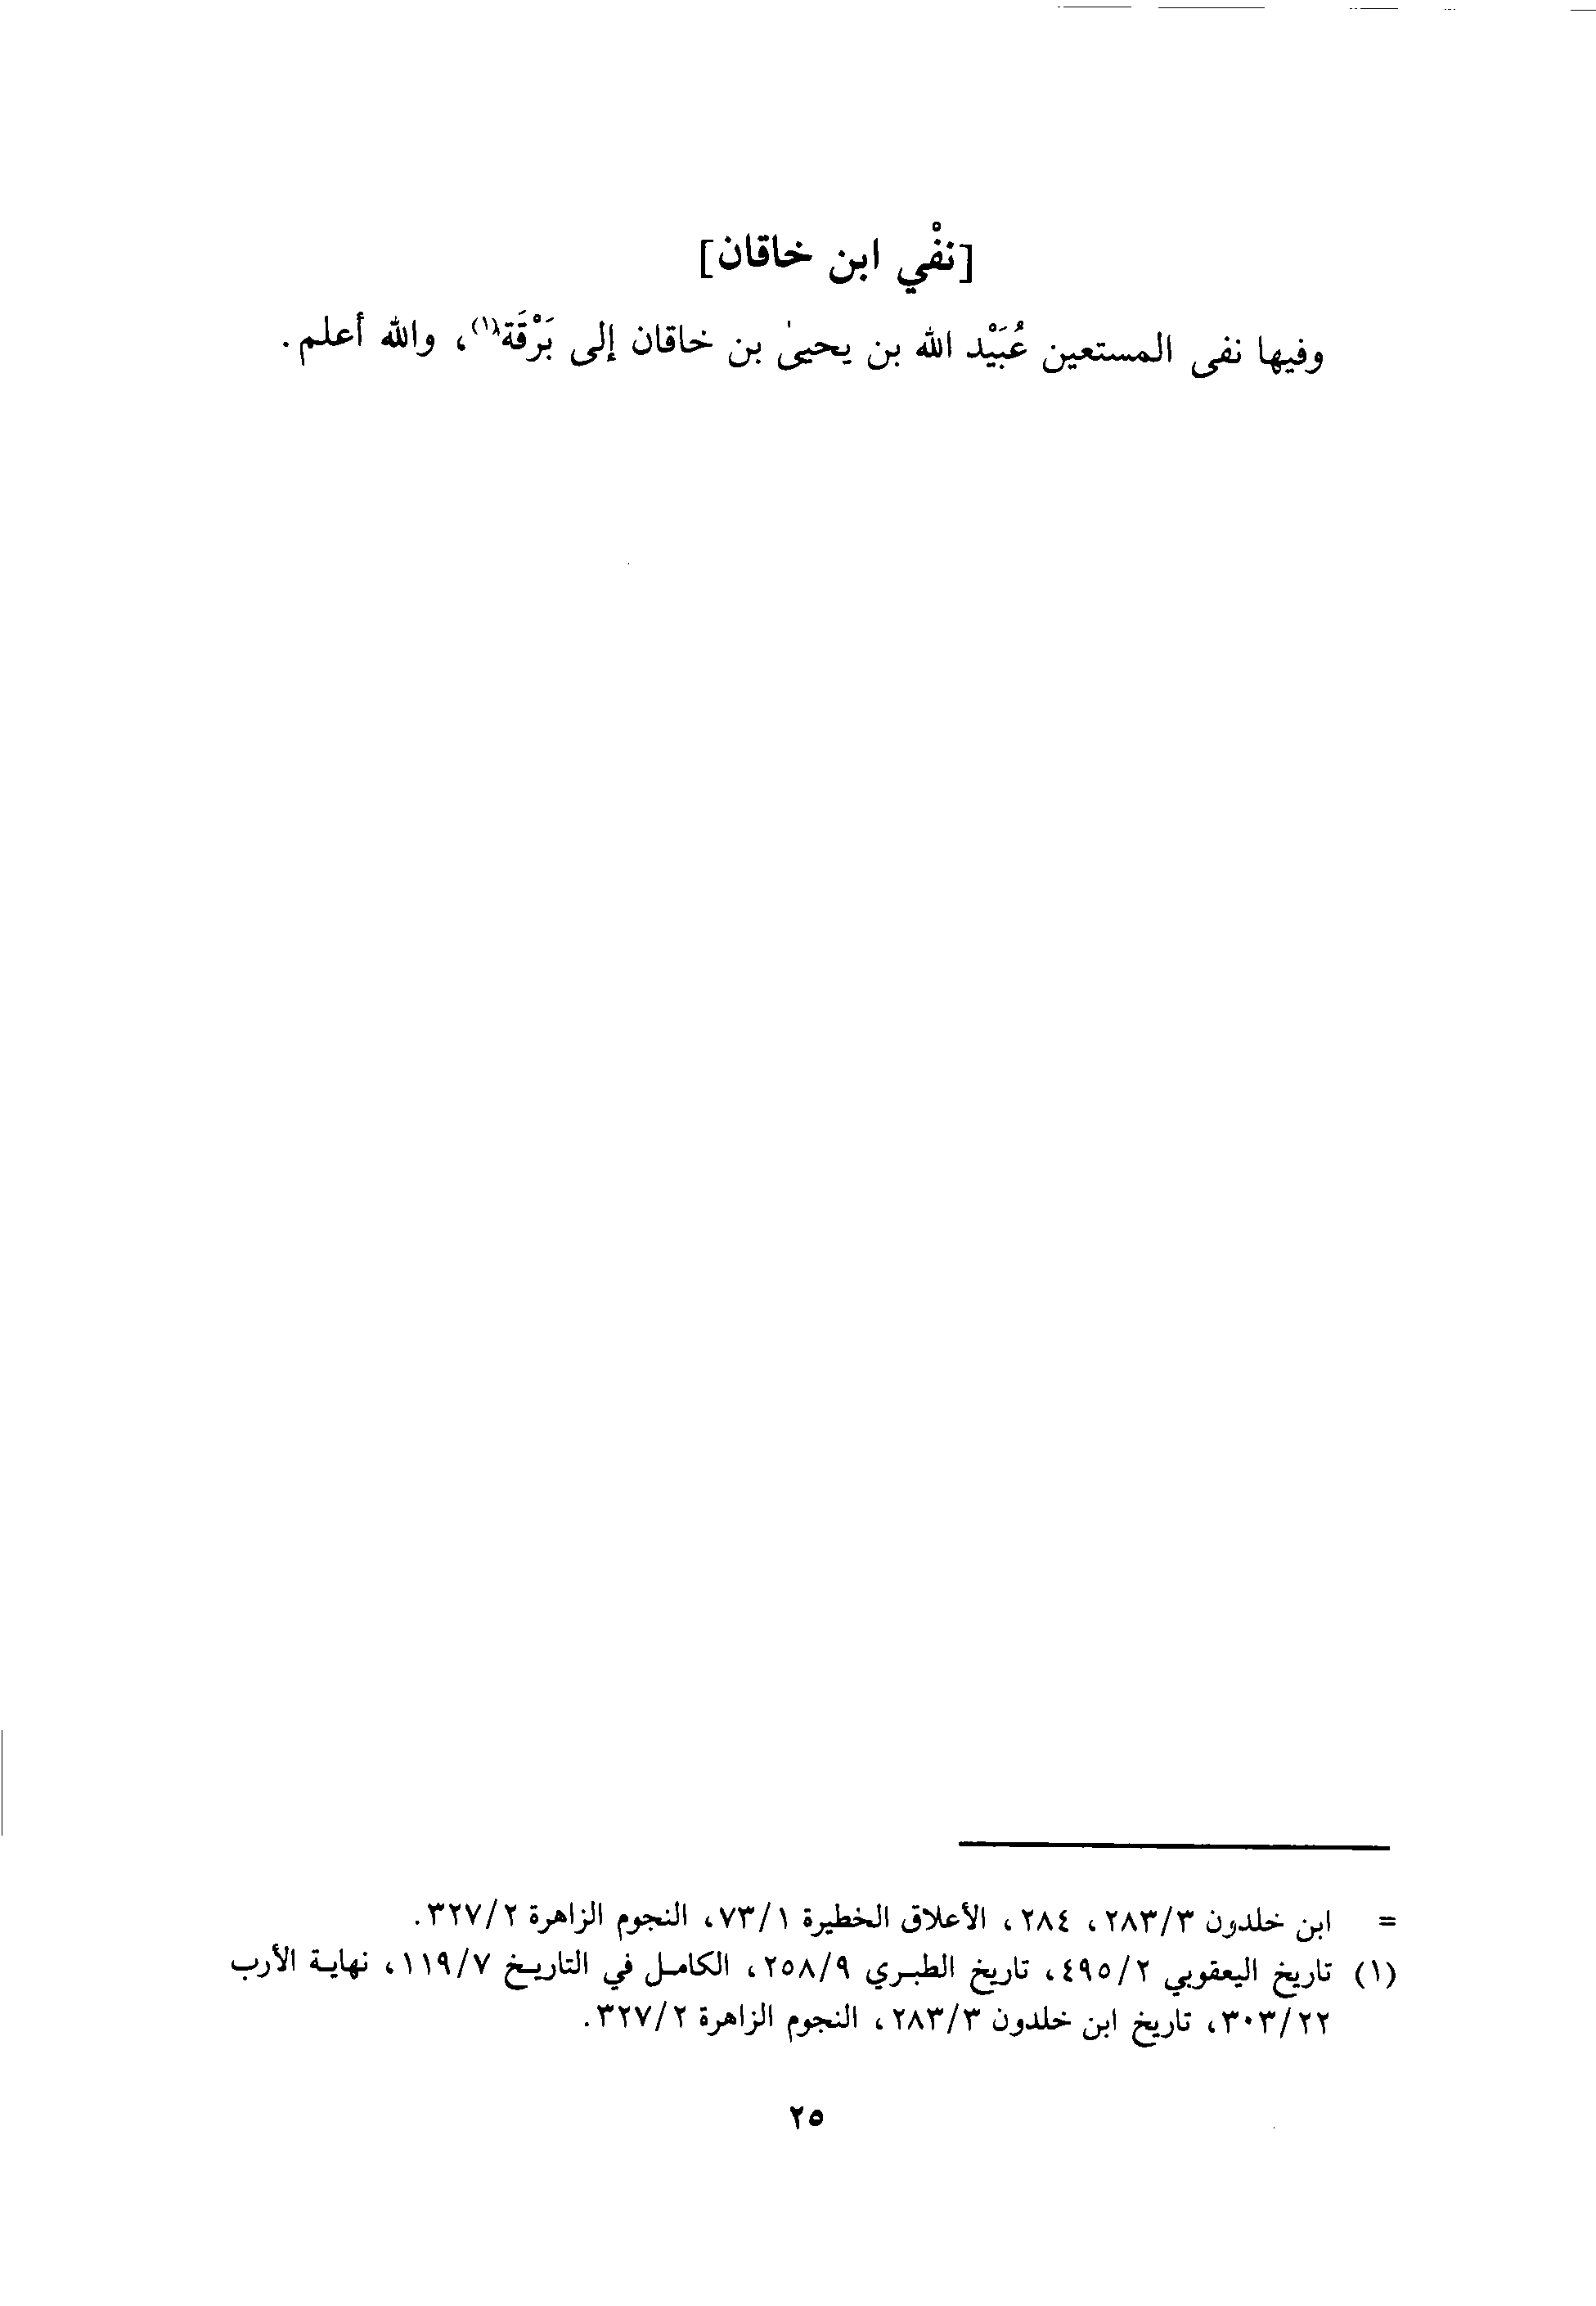 [نفْي ابن خاقان]
وفيها نفى المستعين عُبَيْد الله بن يحيىٰ بن خاقان إلى بَرْقَة(١)، والله أعلم.
= ابن خلدون ٢٨٣/٣، ٢٨٤، الأعلاق الخطيرة ٧٣/١، النجوم الزاهرة ٣٢٧/٢.
(١) تاريخ اليعقوبي ٤٩٥/٢، تاريخ الطبري ٢٥٨/٩، الكامل في التاريخ ١١٩/٧، نهاية الأرب
٣٠٣/٢٢، تاريخ ابن خلدون ٢٨٣/٣، النجوم الزاهرة ٣٢٧/٢.
٢٥